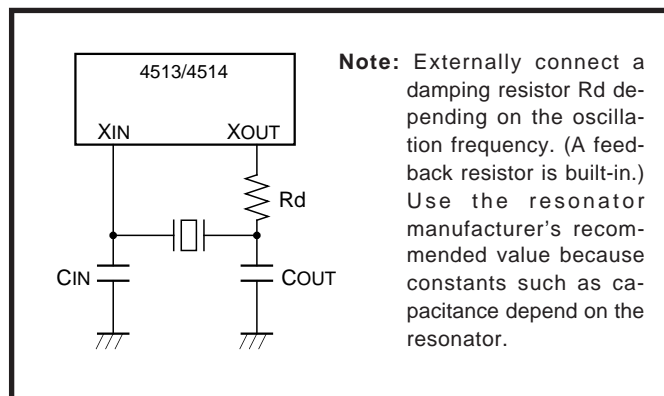 4513/4514
XIN
XOUT
Rd
CIN
COUT
Note: Externally connect a
damping resistor Rd de-
pending on the oscilla-
tion frequency. (A feed-
back resistor is built-in.)
Use the resonator
manufacturer's recom-
mended value because
constants such as ca-
pacitance depend on the
resonator.